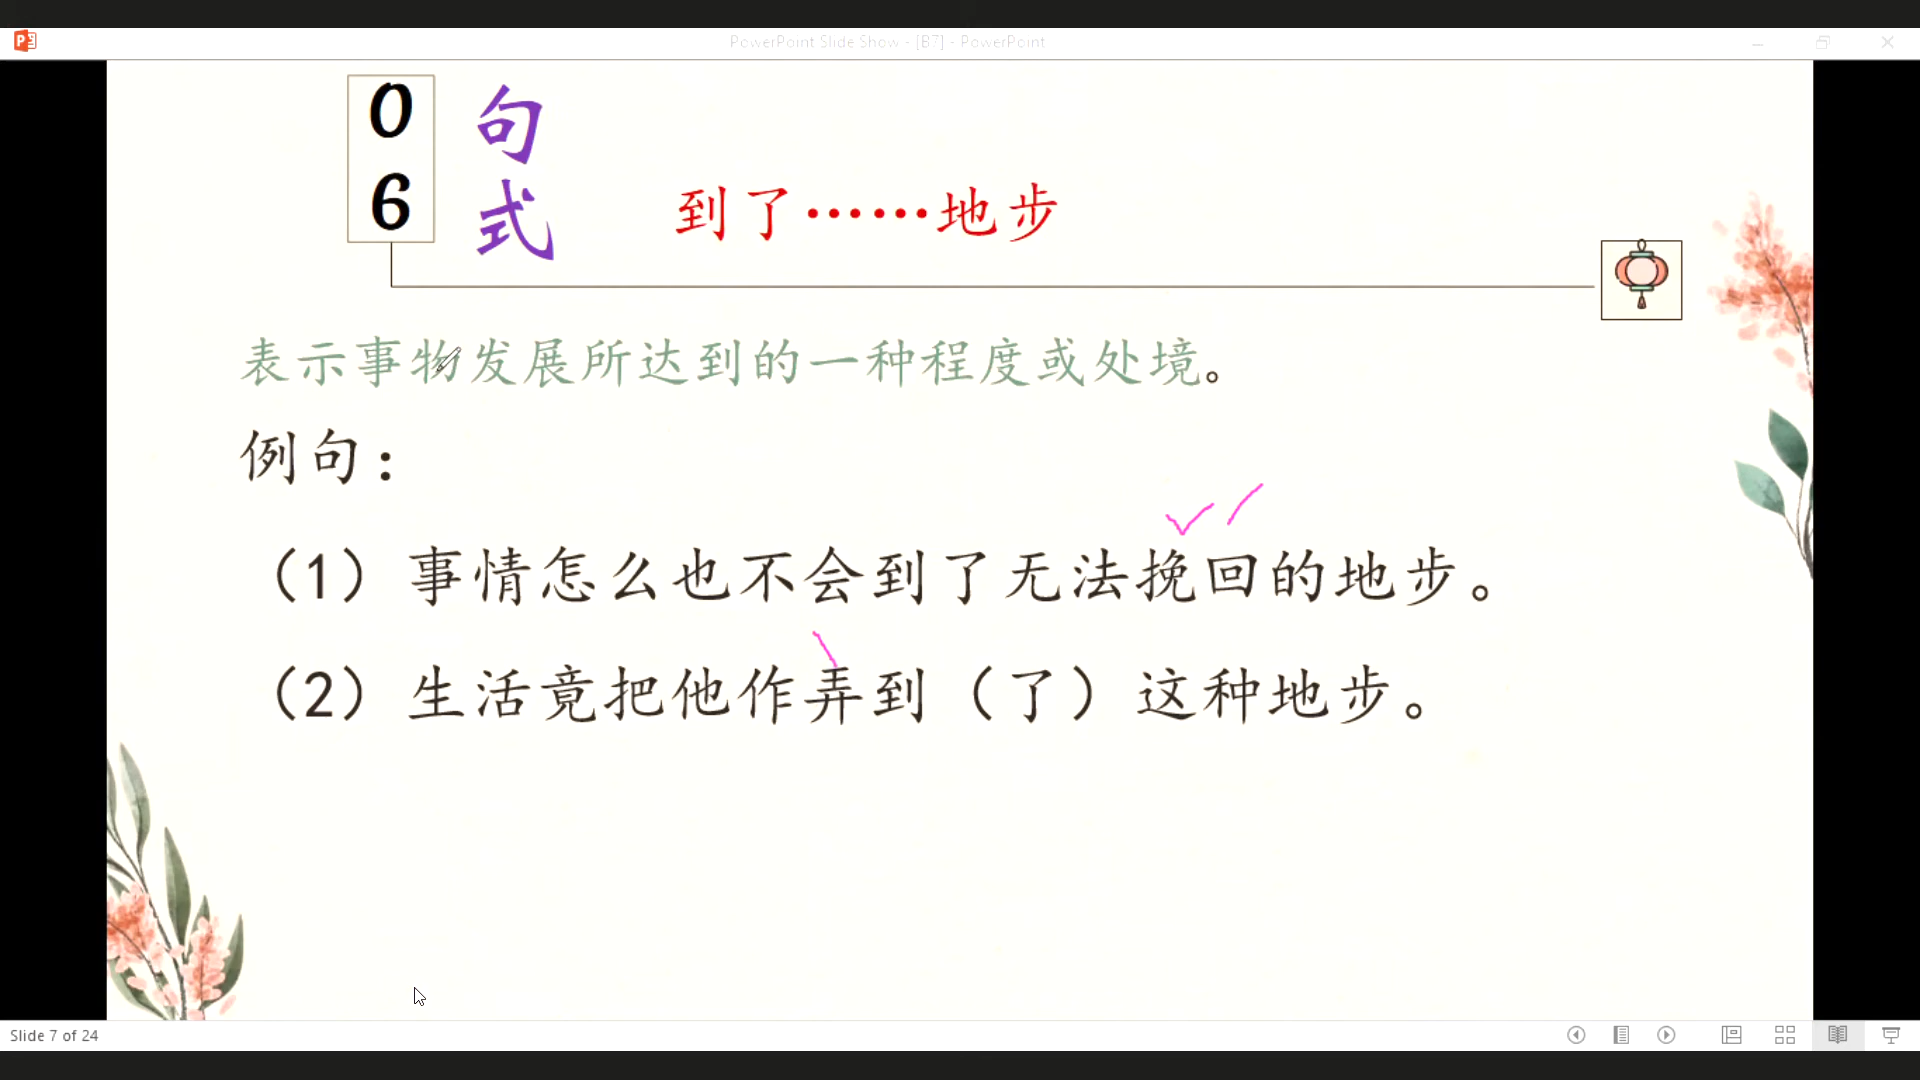 PowerPoint Slide Show - [B7] - PowerPoint
06 句式 到了……地步
表示事物发展所达到的一种程度或处境。
例句：
（1）事情怎么也不会到了无法挽回的地步。
（2）生活竟把他作弄到（了）这种地步。
Slide 7 of 24